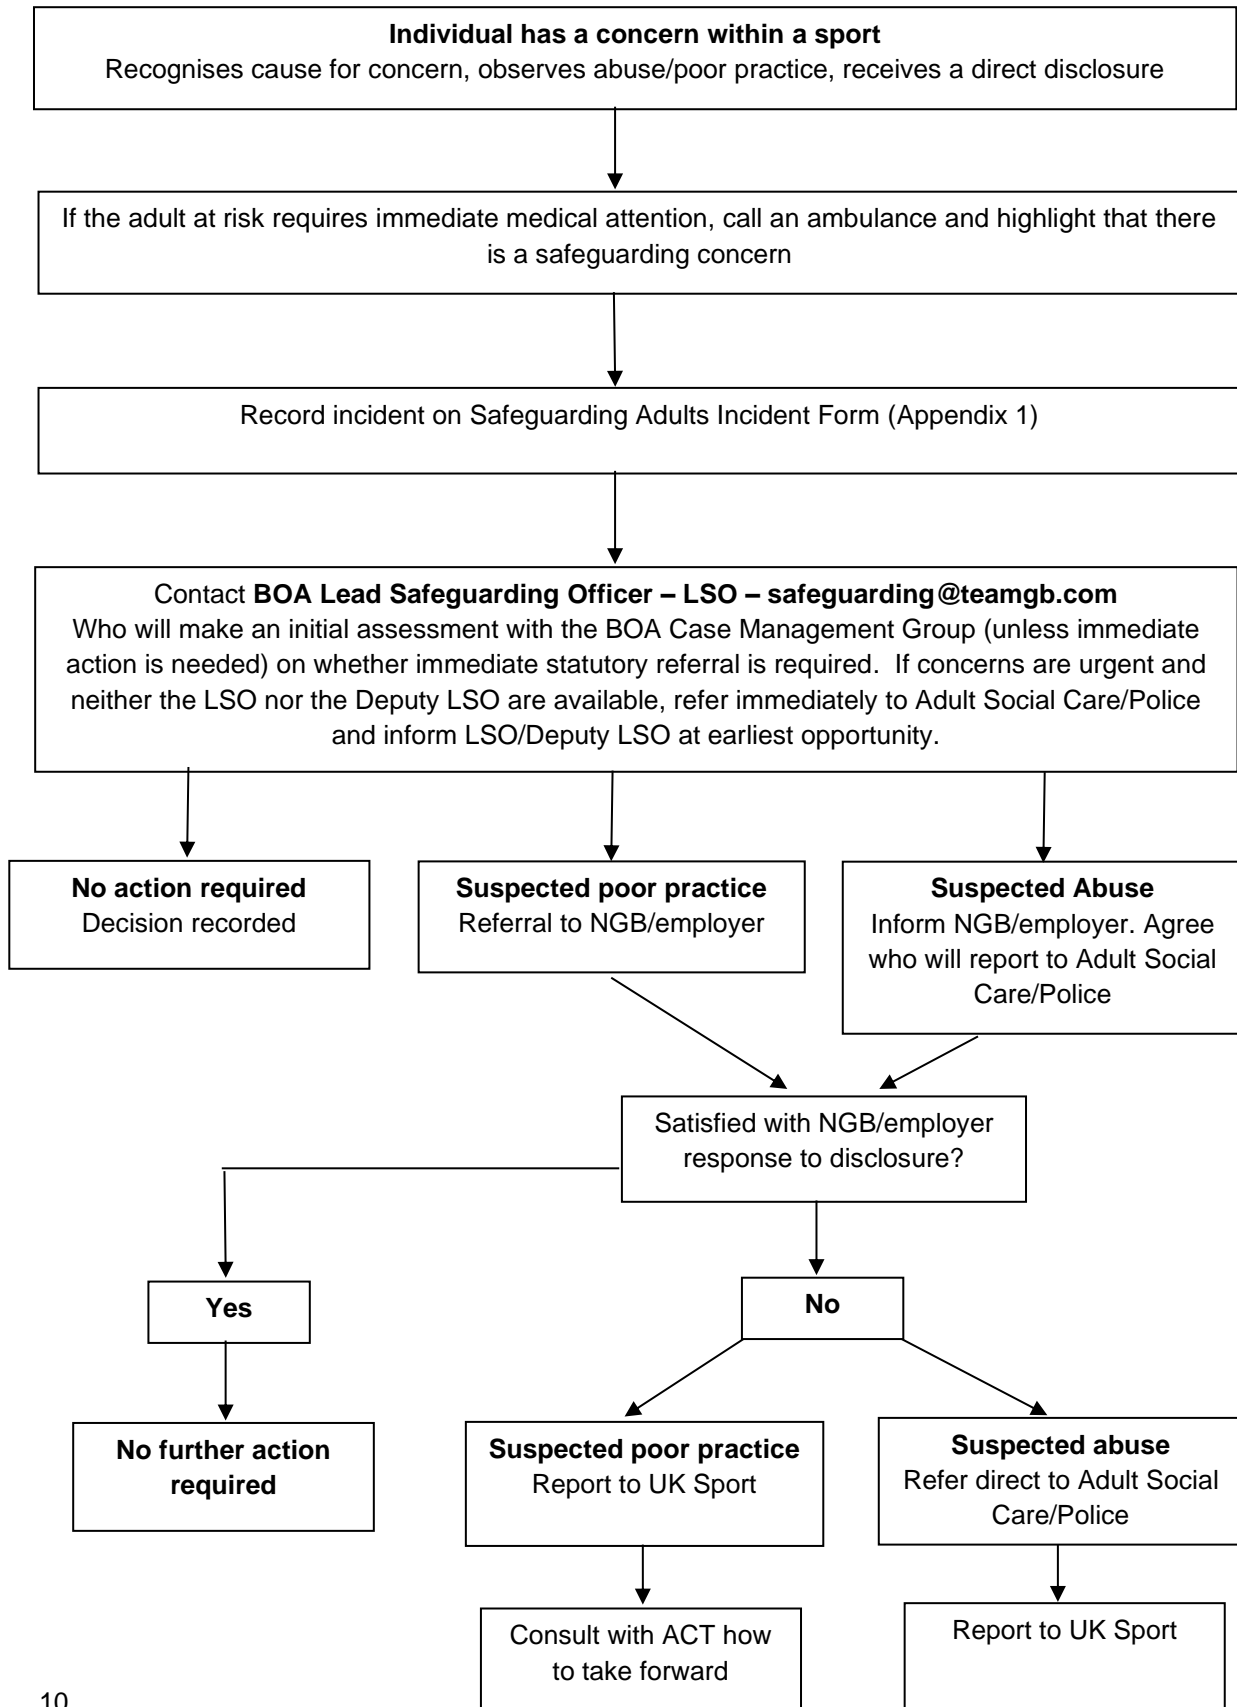 Individual has a concern within a sport
Recognises cause for concern, observes abuse/poor practice, receives a direct disclosure
If the adult at risk requires immediate medical attention, call an ambulance and highlight that there
is a safeguarding concern
Record incident on Safeguarding Adults Incident Form (Appendix 1)
Contact BOA Lead Safeguarding Officer – LSO – safeguarding@teamgb.com
Who will make an initial assessment with the BOA Case Management Group (unless immediate
action is needed) on whether immediate statutory referral is required.  If concerns are urgent and
neither the LSO nor the Deputy LSO are available, refer immediately to Adult Social Care/Police
and inform LSO/Deputy LSO at earliest opportunity.
No action required
Decision recorded
Suspected poor practice
Referral to NGB/employer
Suspected Abuse
Inform NGB/employer. Agree
who will report to Adult Social
Care/Police
Satisfied with NGB/employer
response to disclosure?
Yes
No
No further action
required
Suspected poor practice
Report to UK Sport
Suspected abuse
Refer direct to Adult Social
Care/Police
Consult with ACT how
to take forward
Report to UK Sport
10